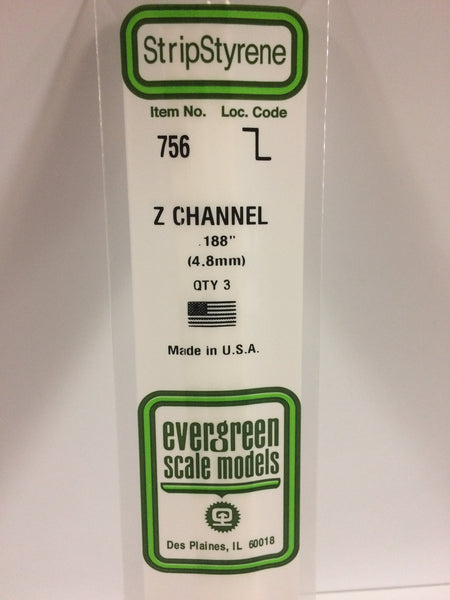 StripStyrene
Item No. Loc. Code
756
Z CHANNEL
.188"
(4.8mm)
QTY 3
Made in U.S.A.
evergreen
scale models
Des Plaines, IL 60018